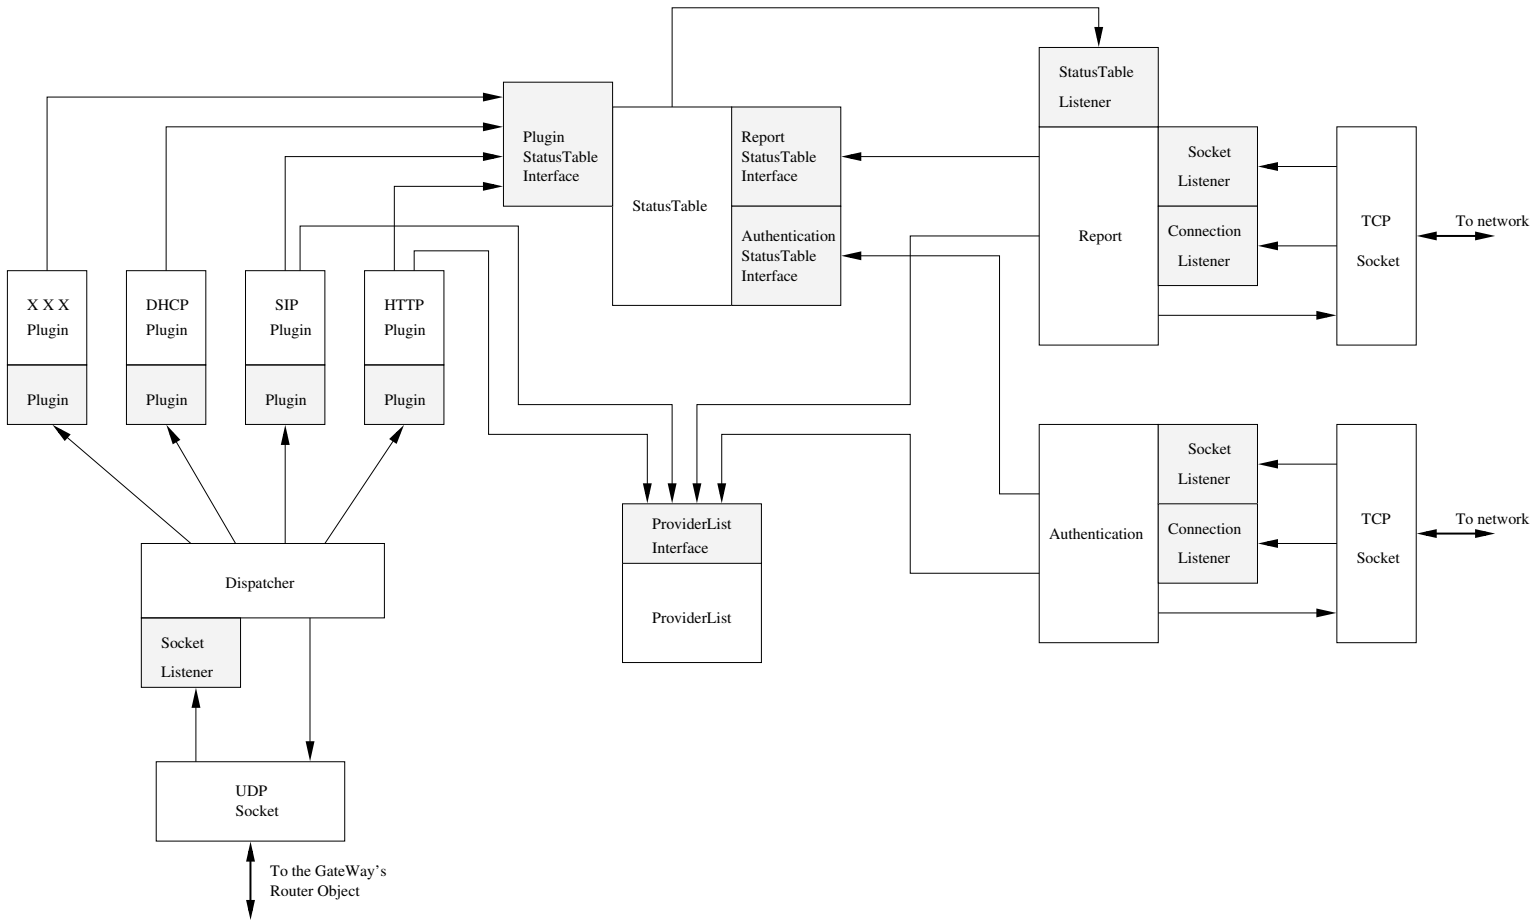 StatusTable
Listener
Plugin
StatusTable
Interface
StatusTable
Report
StatusTable
Interface
Authentication
StatusTable
Interface
Report
Socket
Listener
Connection
Listener
TCP
Socket
To network
X X X
Plugin
Plugin
DHCP
Plugin
Plugin
SIP
Plugin
Plugin
HTTP
Plugin
Plugin
ProviderList
Interface
ProviderList
Authentication
Socket
Listener
Connection
Listener
TCP
Socket
To network
Dispatcher
Socket
Listener
UDP
Socket
To the GateWay's
Router Object